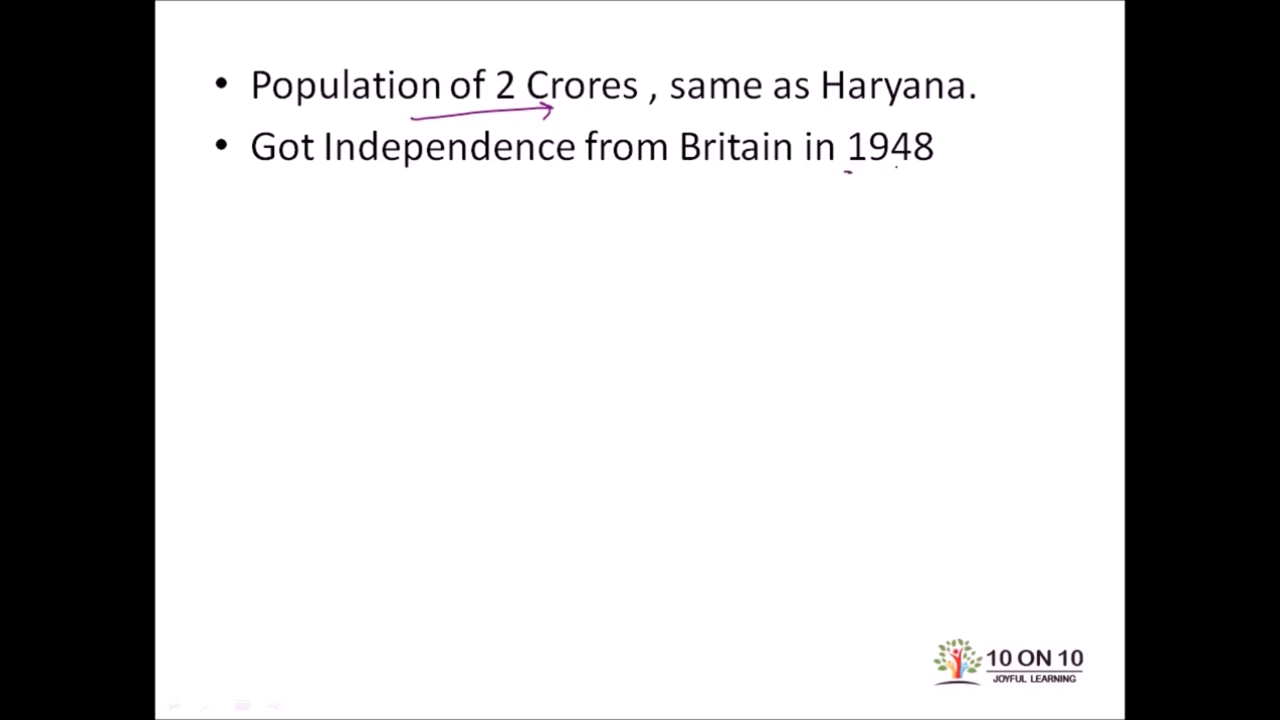 • Population of 2 Crores , same as Haryana.
• Got Independence from Britain in 1948
10 ON 10
JOYFUL LEARNING